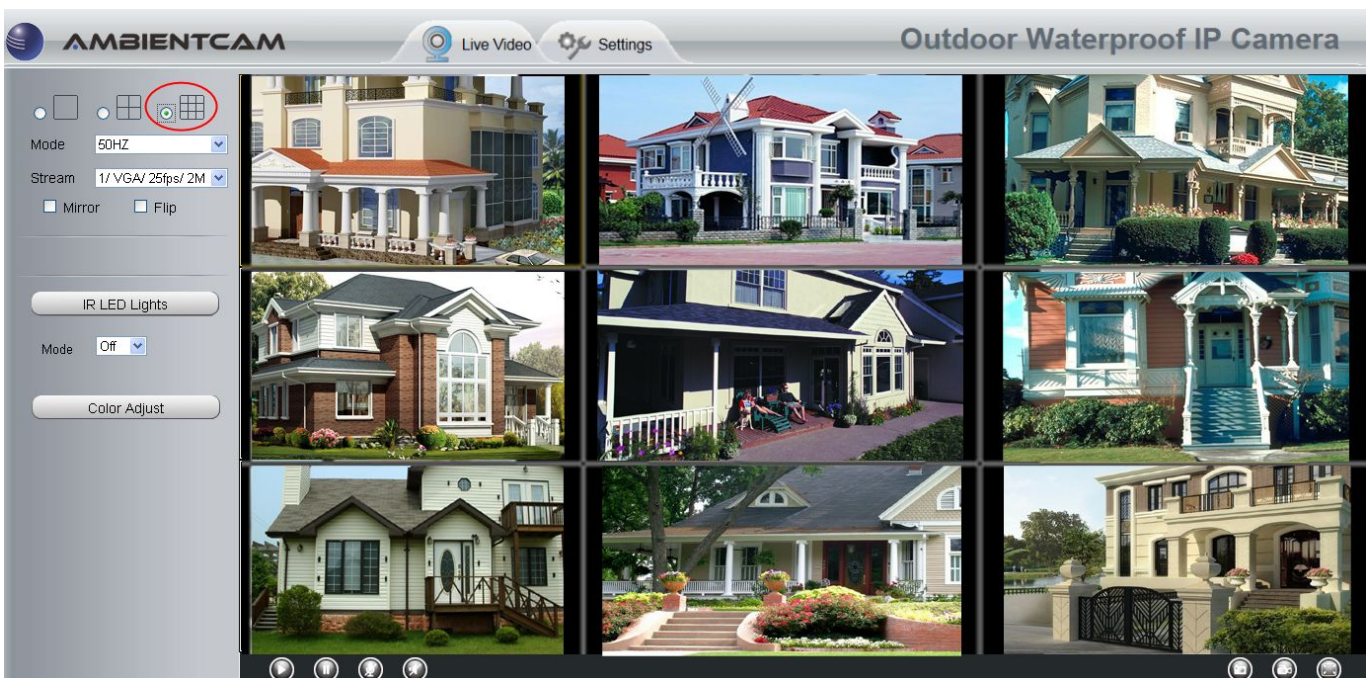 AMBIENTCAM
Live Video
Settings
Outdoor Waterproof IP Camera
Mode
50HZ
Stream
1/ VGA/ 25fps/ 2M
Mirror
Flip
IR LED Lights
Mode
Off
Color Adjust